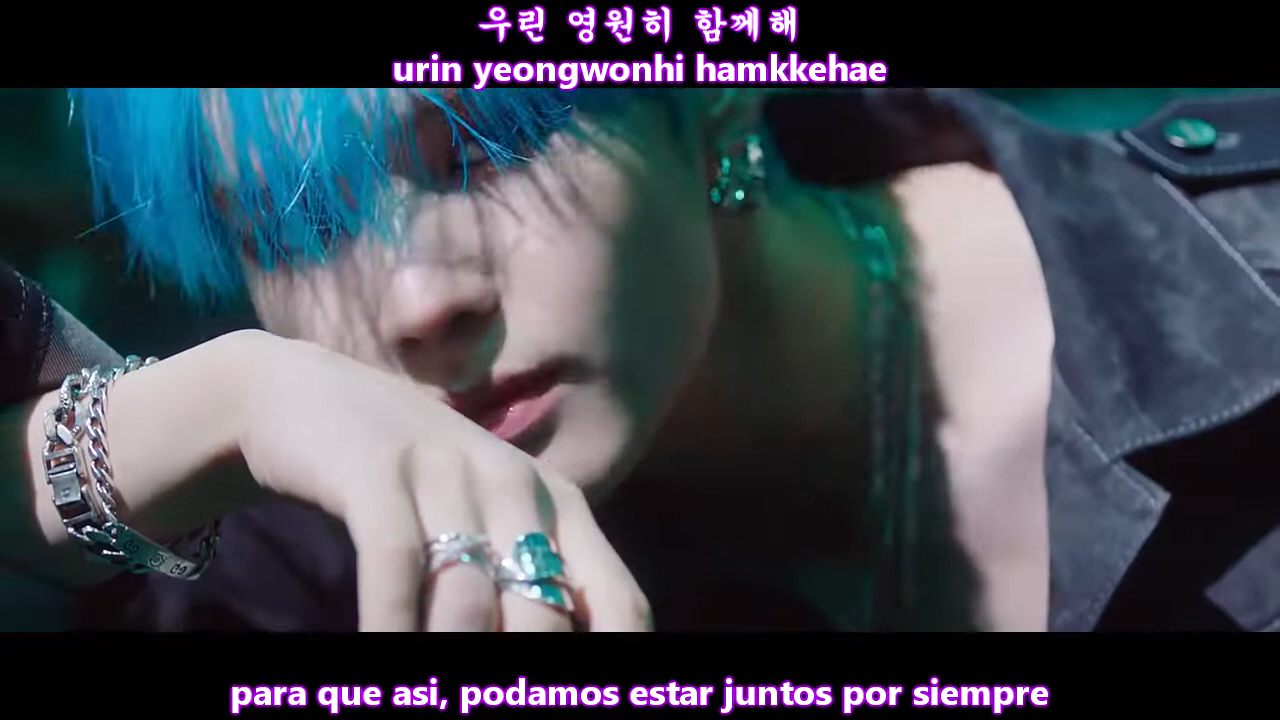 우린 영원히 함께해
urin yeongwonhi hamkkehae
para que asi, podamos estar juntos por siempre